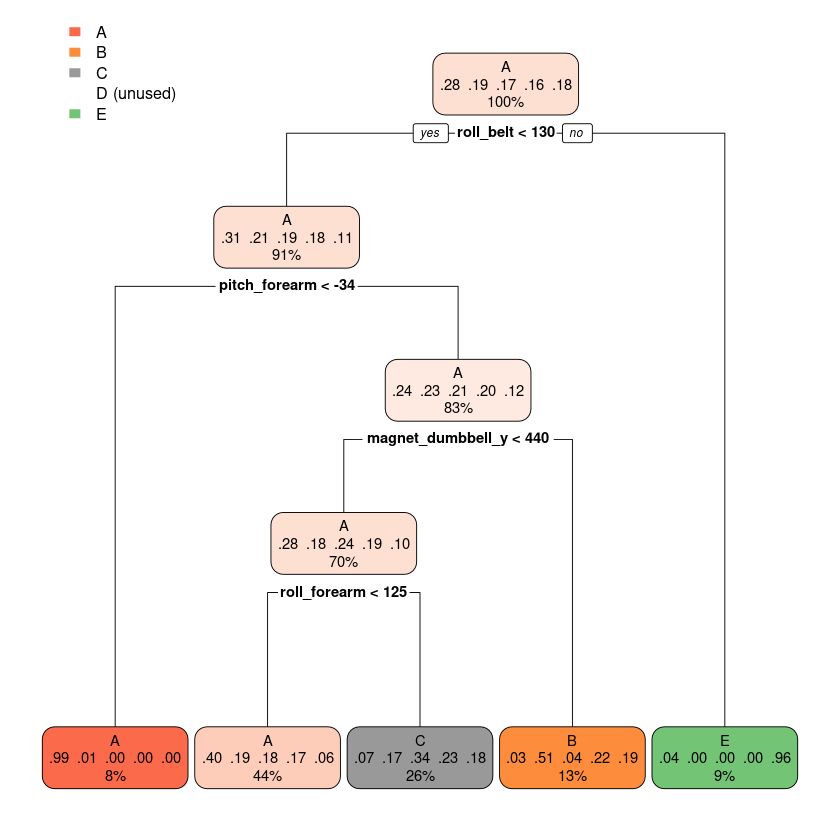 A
B
C
D (unused)
E
A
.28 .19 .17 .16 .18
100%
yes roll_belt < 130 no
A
.31 .21 .19 .18 .11
91%
pitch_forearm < -34
A
.24 .23 .21 .20 .12
83%
magnet_dumbbell_y < 440
A
.28 .18 .24 .19 .10
70%
roll_forearm < 125
A
.99 .01 .00 .00 .00
8%
A
.40 .19 .18 .17 .06
44%
C
.07 .17 .34 .23 .18
26%
B
.03 .51 .04 .22 .19
13%
E
.04 .00 .00 .00 .96
9%